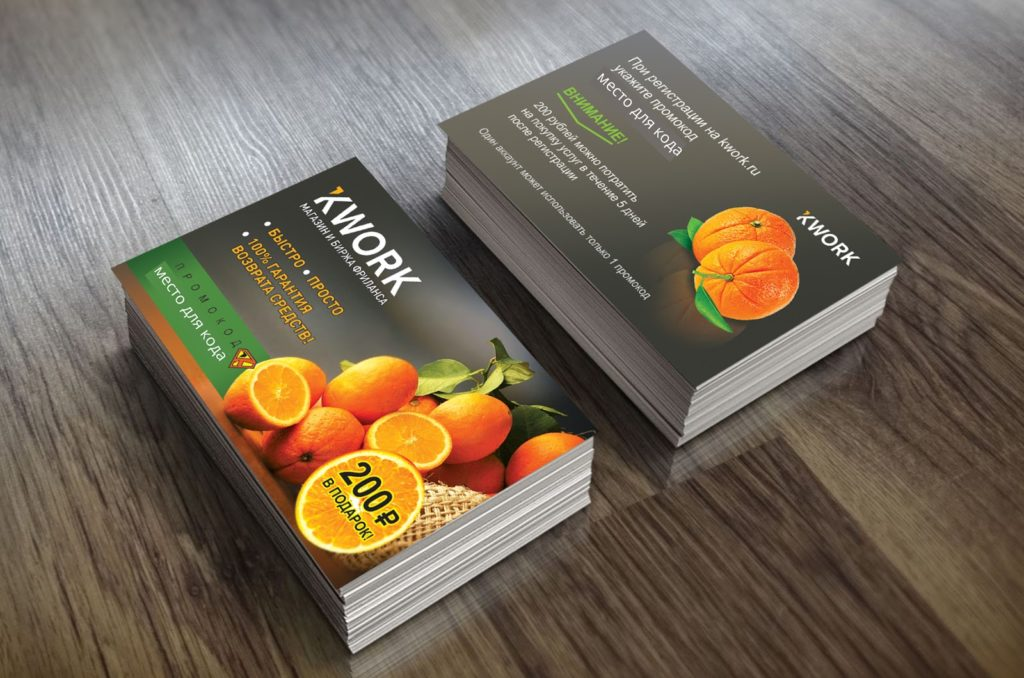 KWORK
МАГАЗИН И БИРЖА ФРИЛАНСА
• БЫСТРО • ПРОСТО
• 100% ГАРАНТИЯ
ВОЗВРАТА СРЕДСТВ!
ПРОМОКОД
место для кода
200 ₽
В ПОДАРОК!
При регистрации на kwork.ru
укажите промокод
место для кода
ВНИМАНИЕ!
200 рублей можно потратить
на покупку услуг в течение 5 дней
после регистрации
Один аккаунт может использовать только 1 промокод
KWORK